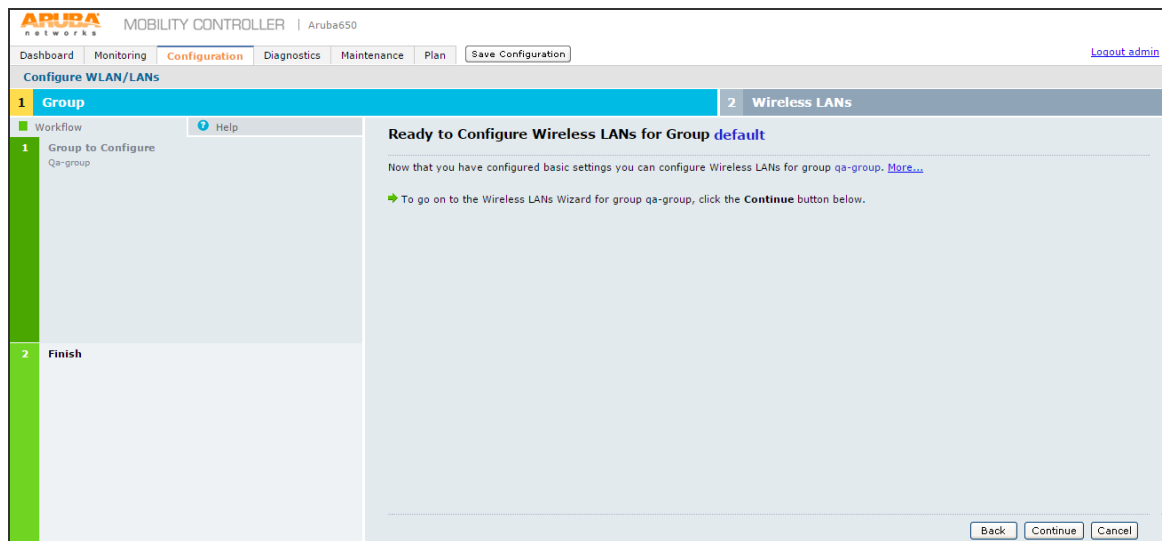 ARUBA
networks
MOBILITY CONTROLLER | Aruba650
Dashboard Monitoring Configuration Diagnostics Maintenance Plan Save Configuration Logout admin
Configure WLAN/LANs
1 Group 2 Wireless LANs
Workflow ? Help
1 Group to Configure
Qa-group
Ready to Configure Wireless LANs for Group default
Now that you have configured basic settings you can configure Wireless LANs for group qa-group. More...
To go on to the Wireless LANs Wizard for group qa-group, click the Continue button below.
2 Finish
Back Continue Cancel